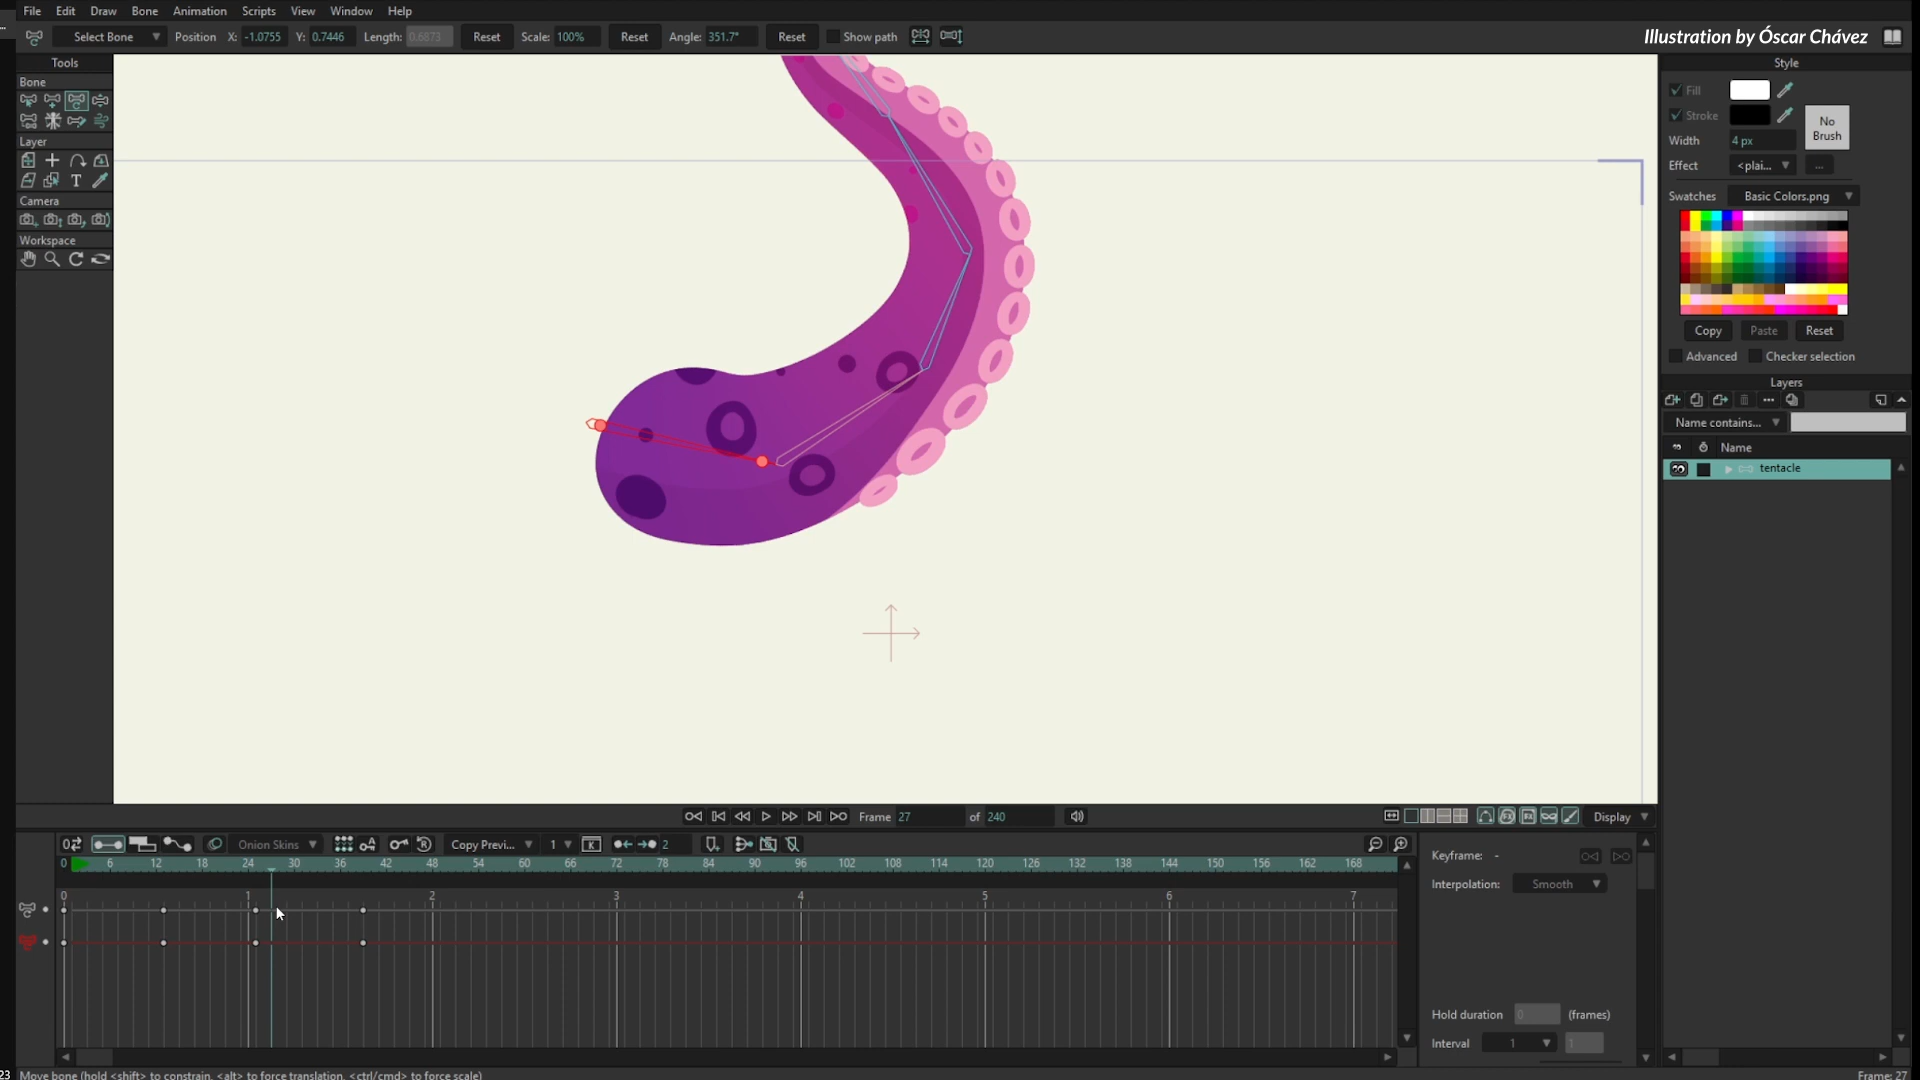 File Edit Draw Bone Animation Scripts View Window Help
Select Bone Position X: -1.0755 Y: 0.7446 Length: 0.6873 Reset Scale: 100% Reset Angle: 351.7° Reset Show path
Illustration by Óscar Chávez
Tools
Bone
Layer
T
Camera
Workspace
Style
Fill
Stroke
No Brush
Width 4 px
Effect <plai... ...
Swatches Basic Colors.png
Copy Paste Reset
Advanced Checker selection
Layers
Name contains...
Name
tentacle
Frame 27 of 240
Display
Onion Skins Copy Previ... 1 K 2
0 6 12 18 24 30 36 42 48 54 60 66 72 78 84 90 96 102 108 114 120 126 132 138 144 150 156 162 168
0 1 2 3 4 5 6 7
Keyframe: -
Interpolation: Smooth
Hold duration 0 (frames)
Interval 1 1
23 Move bone (hold <shift> to constrain, <alt> to force translation, <ctrl/cmd> to force scale)
Frame: 27